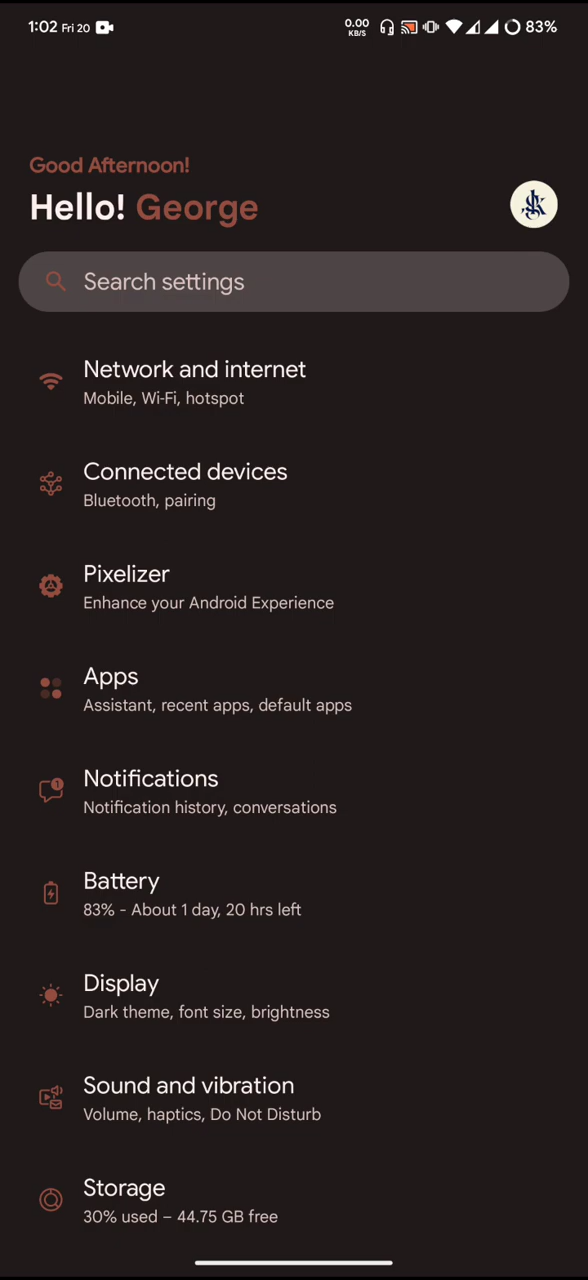 1:02 Fri 20 0.00 KB/S 83%
Good Afternoon!
Hello! George
Search settings
Network and internet
Mobile, Wi-Fi, hotspot
Connected devices
Bluetooth, pairing
Pixelizer
Enhance your Android Experience
Apps
Assistant, recent apps, default apps
Notifications
Notification history, conversations
Battery
83% - About 1 day, 20 hrs left
Display
Dark theme, font size, brightness
Sound and vibration
Volume, haptics, Do Not Disturb
Storage
30% used – 44.75 GB free